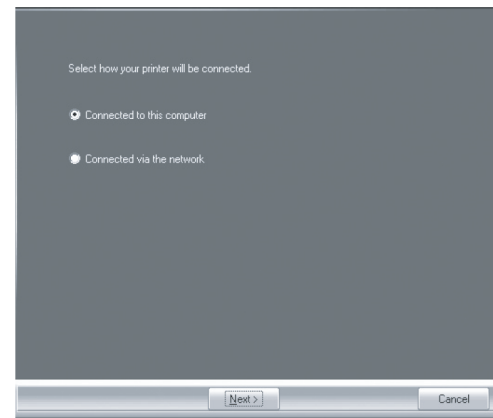 Select how your printer will be connected.
Connected to this computer
Connected via the network
Next >
Cancel